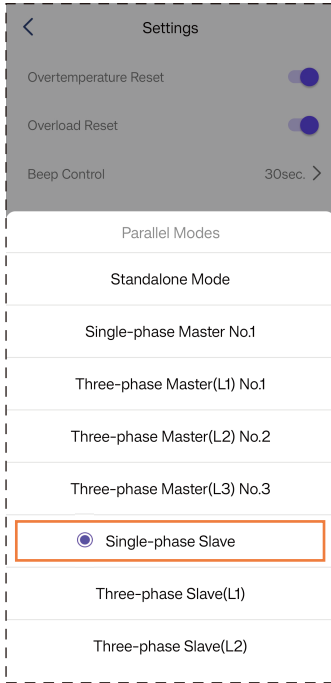 Settings
Overtemperature Reset
Overload Reset
Beep Control 30sec.
Parallel Modes
Standalone Mode
Single-phase Master No.1
Three-phase Master(L1) No.1
Three-phase Master(L2) No.2
Three-phase Master(L3) No.3
Single-phase Slave
Three-phase Slave(L1)
Three-phase Slave(L2)